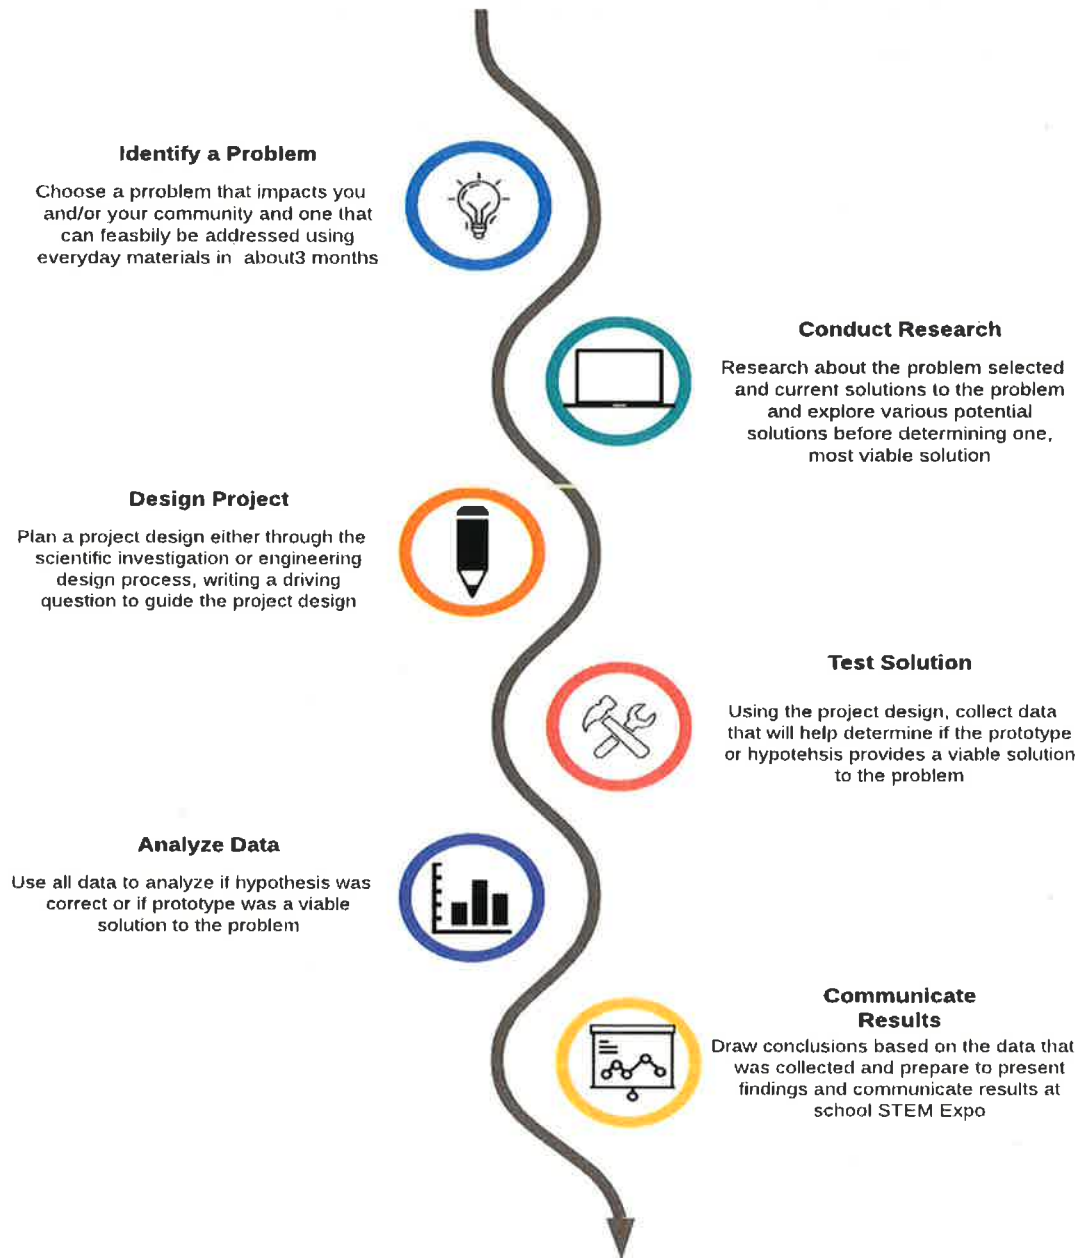 Identify a Problem
Choose a prroblem that impacts you
and/or your community and one that
can feasbily be addressed using
everyday materials in about3 months
Conduct Research
Research about the problem selected
and current solutions to the problem
and explore various potential
solutions before determining one,
most viable solution
Design Project
Plan a project design either through the
scientific investigation or engineering
design process, writing a driving
question to guide the project design
Test Solution
Using the project design, collect data
that will help determine if the prototype
or hypotehsis provides a viable solution
to the problem
Analyze Data
Use all data to analyze if hypothesis was
correct or if prototype was a viable
solution to the problem
Communicate
Results
Draw conclusions based on the data that
was collected and prepare to present
findings and communicate results at
school STEM Expo